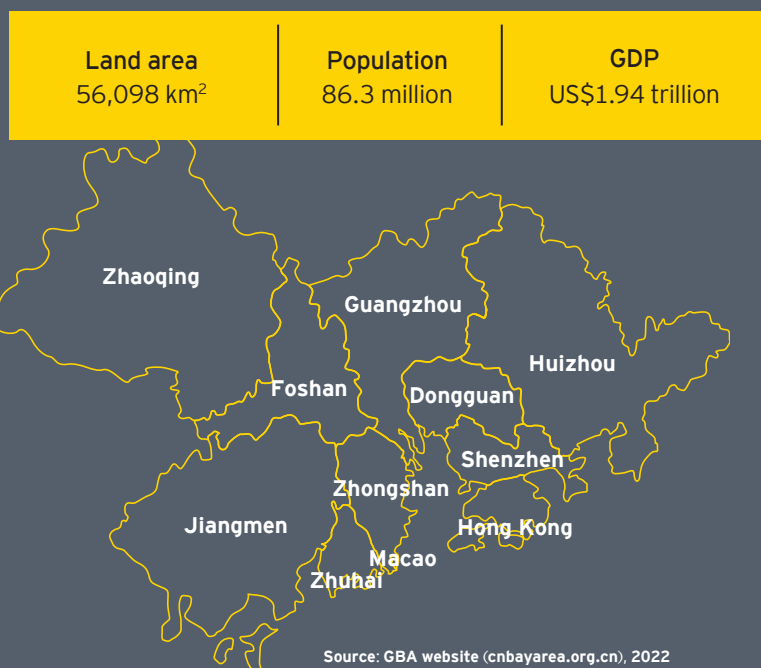 Land area
56,098 km²
Population
86.3 million
GDP
US$1.94 trillion
Zhaoqing
Guangzhou
Huizhou
Foshan
Dongguan
Shenzhen
Zhongshan
Jiangmen
Hong Kong
Macao
Zhuhai
Source: GBA website (cnbayarea.org.cn), 2022